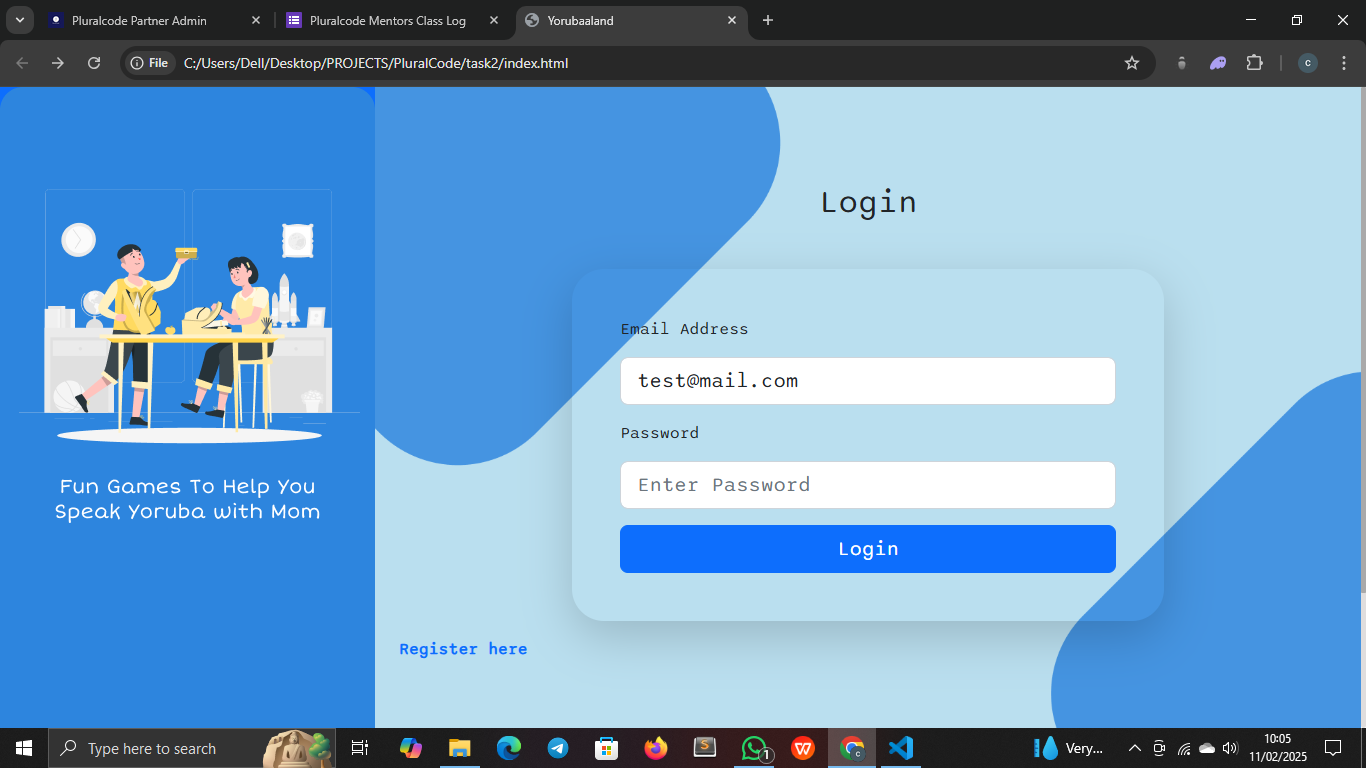 Pluralcode Partner Admin
Pluralcode Mentors Class Log
Yorubaaland
File
C:/Users/Dell/Desktop/PROJECTS/PluralCode/task2/index.html
c
Login
Email Address
test@mail.com
Password
Enter Password
Login
Register here
Fun Games To Help You
Speak Yoruba with Mom
Type here to search
1
Very...
10:05
11/02/2025